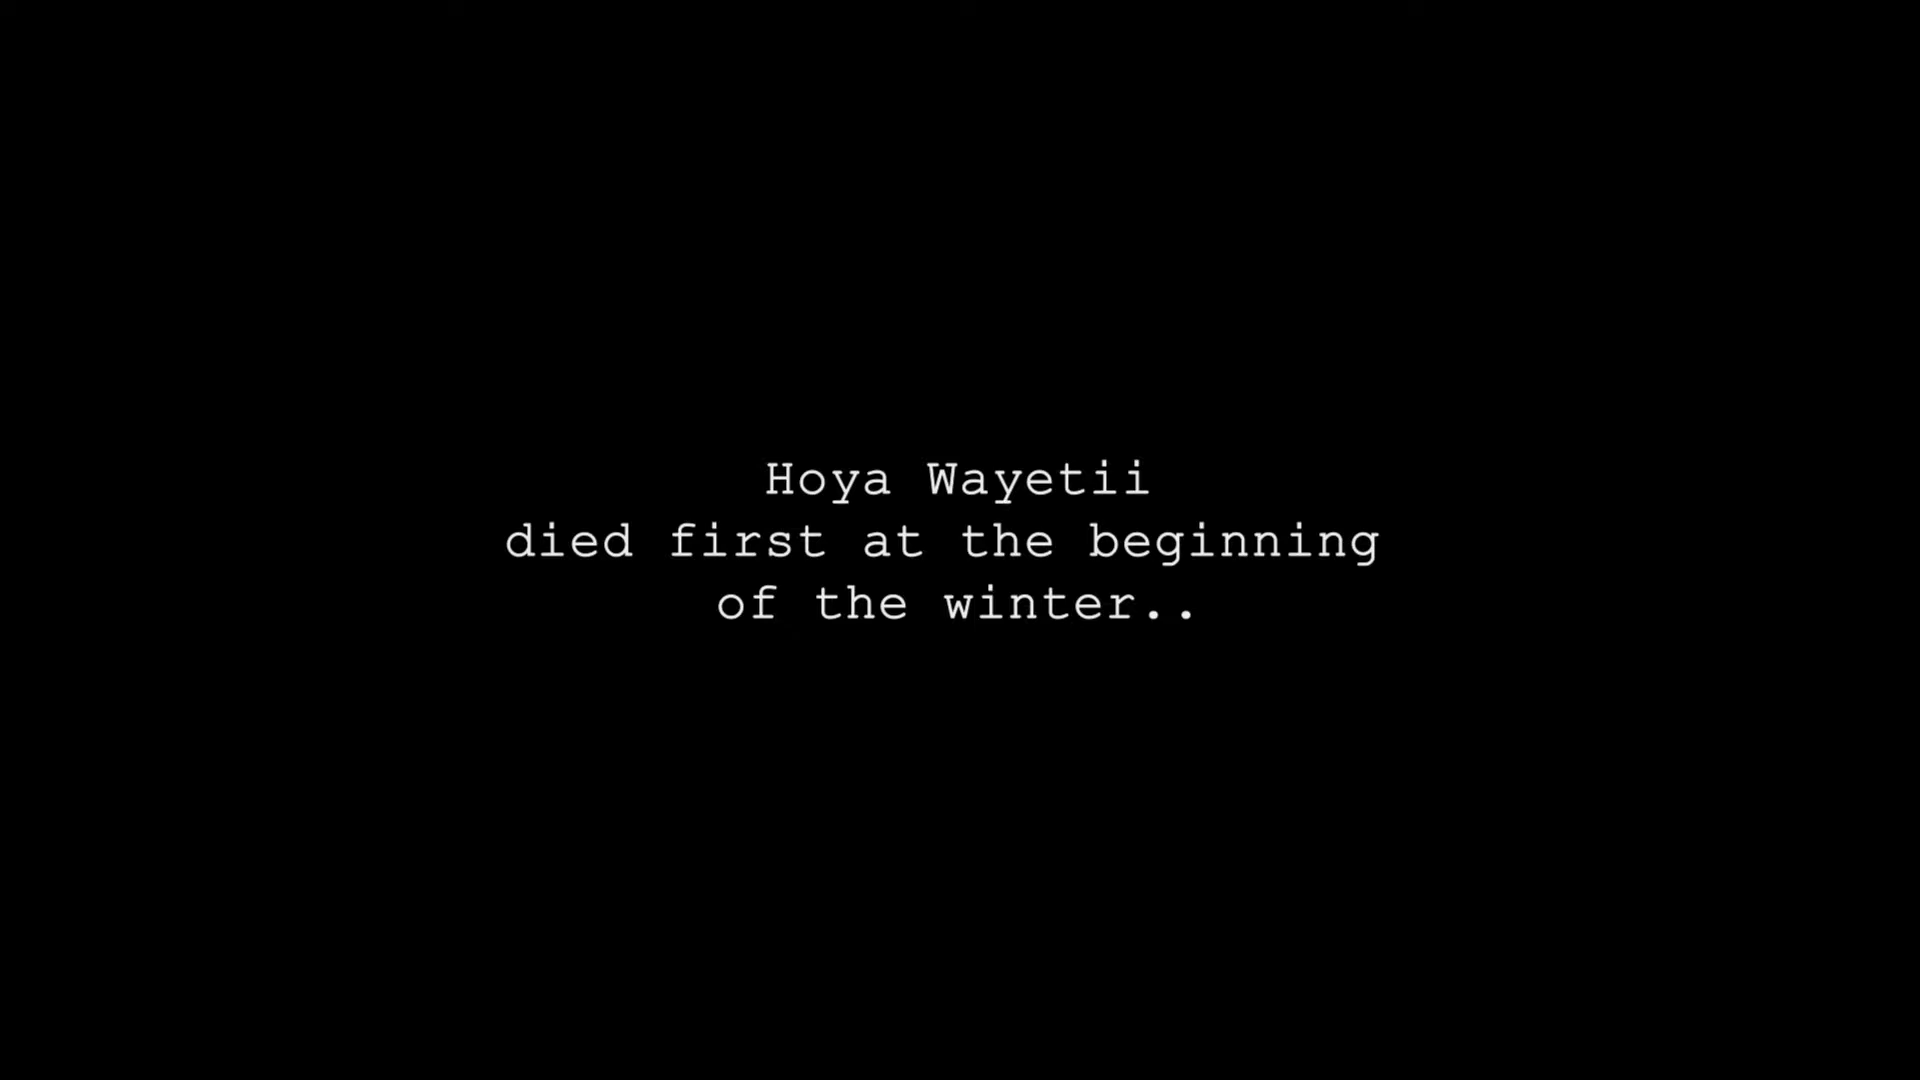 Hoya Wayetii
died first at the beginning
of the winter..